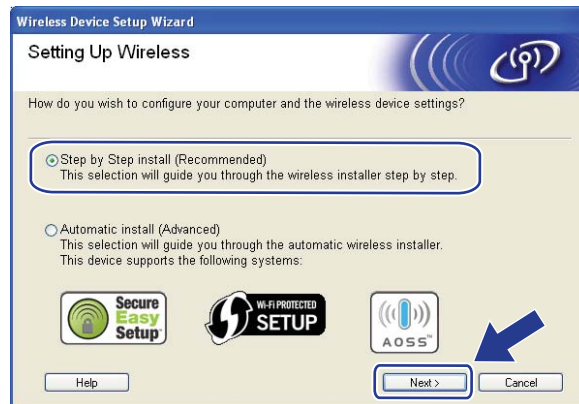 Wireless Device Setup Wizard
Setting Up Wireless
How do you wish to configure your computer and the wireless device settings?
Step by Step install (Recommended)
This selection will guide you through the wireless installer step by step.
Automatic install (Advanced)
This selection will guide you through the automatic wireless installer.
This device supports the following systems:
Secure
Easy
Setup
Wi-Fi PROTECTED
SETUP
AOSS™
Help
Next >
Cancel